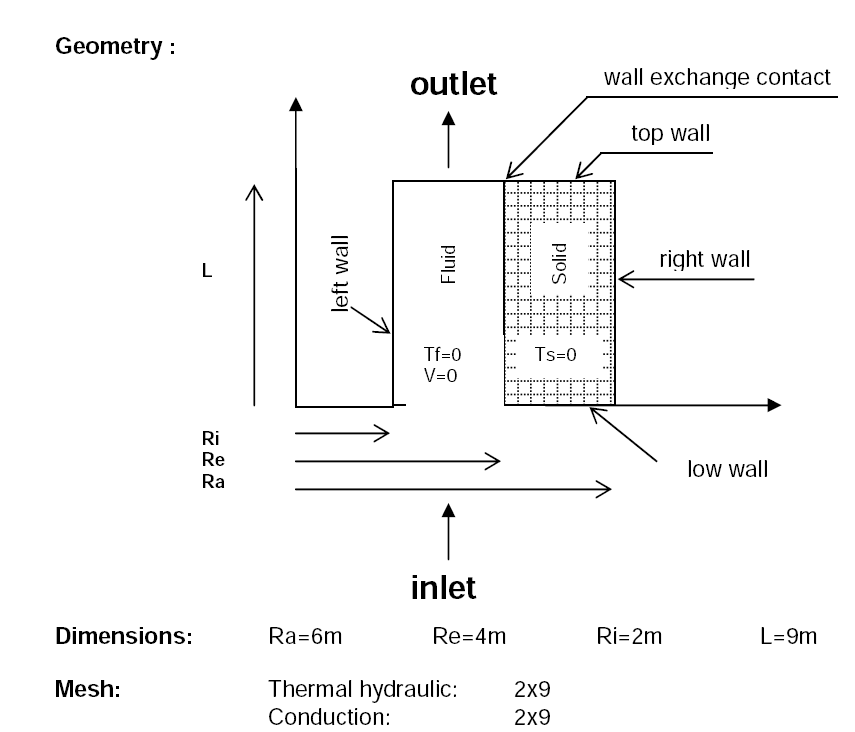 Geometry :
outlet
wall exchange contact
top wall
L
left wall
Fluid
Solid
right wall
Tf=0
V=0
Ts=0
Ri
Re
Ra
low wall
inlet
Dimensions: Ra=6m Re=4m Ri=2m L=9m
Mesh: Thermal hydraulic: 2x9
Conduction: 2x9